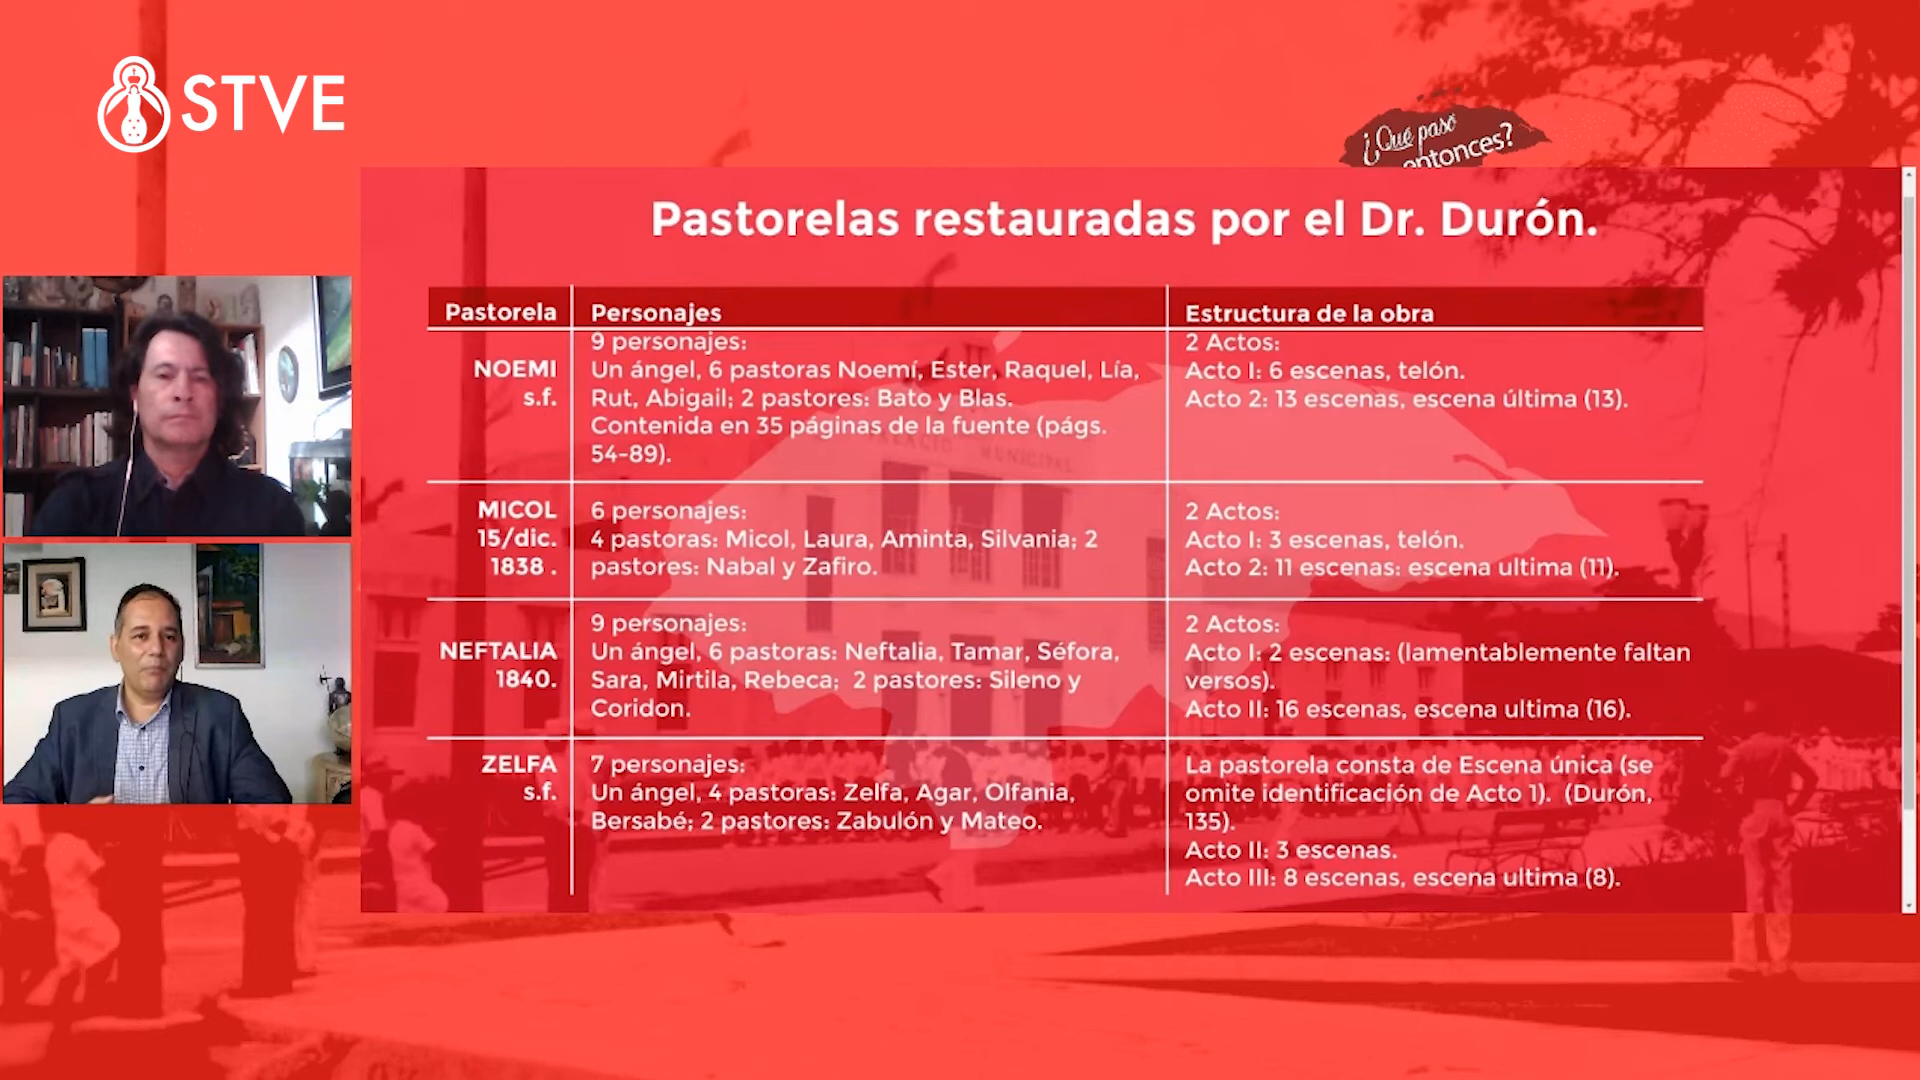 STVE
¿Qué pasó
entonces?
Pastorelas restauradas por el Dr. Durón.
Pastorela
Personajes
Estructura de la obra
NOEMI
s.f.
9 personajes:
Un ángel, 6 pastoras Noemí, Ester, Raquel, Lía,
Rut, Abigail; 2 pastores: Bato y Blas.
Contenida en 35 páginas de la fuente (págs.
54-89).
2 Actos:
Acto I: 6 escenas, telón.
Acto 2: 13 escenas, escena última (13).
MICOL
15/dic.
1838 .
6 personajes:
4 pastoras: Micol, Laura, Aminta, Silvania; 2
pastores: Nabal y Zafiro.
2 Actos:
Acto I: 3 escenas, telón.
Acto 2: 11 escenas: escena ultima (11).
NEFTALIA
1840.
9 personajes:
Un ángel, 6 pastoras: Neftalia, Tamar, Séfora,
Sara, Mirtila, Rebeca; 2 pastores: Sileno y
Coridon.
2 Actos:
Acto I: 2 escenas: (lamentablemente faltan
versos).
Acto II: 16 escenas, escena ultima (16).
ZELFA
s.f.
7 personajes:
Un ángel, 4 pastoras: Zelfa, Agar, Olfania,
Bersabé; 2 pastores: Zabulón y Mateo.
La pastorela consta de Escena única (se
omite identificación de Acto 1). (Durón,
135).
Acto II: 3 escenas.
Acto III: 8 escenas, escena ultima (8).
PALACIO MUNICIPAL